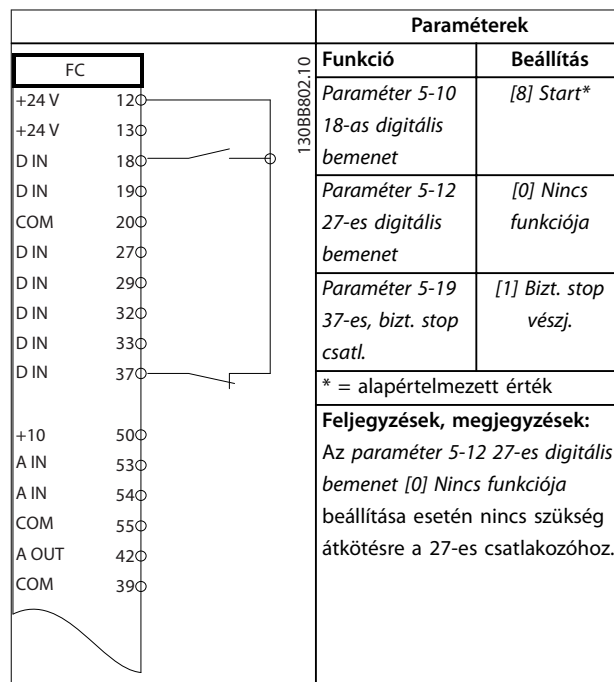 FC
+24 V 12
+24 V 13
D IN 18
D IN 19
COM 20
D IN 27
D IN 29
D IN 32
D IN 33
D IN 37
+10 50
A IN 53
A IN 54
COM 55
A OUT 42
COM 39
130BB802.10
Paraméterek
Funkció Beállítás
Paraméter 5-10 [8] Start*
18-as digitális
bemenet
Paraméter 5-12 [0] Nincs
27-es digitális funkciója
bemenet
Paraméter 5-19 [1] Bizt. stop
37-es, bizt. stop vészj.
csatl.
* = alapértelmezett érték
Feljegyzések, megjegyzések:
Az paraméter 5-12 27-es digitális
bemenet [0] Nincs funkciója
beállítása esetén nincs szükség
átkötésre a 27-es csatlakozóhoz.